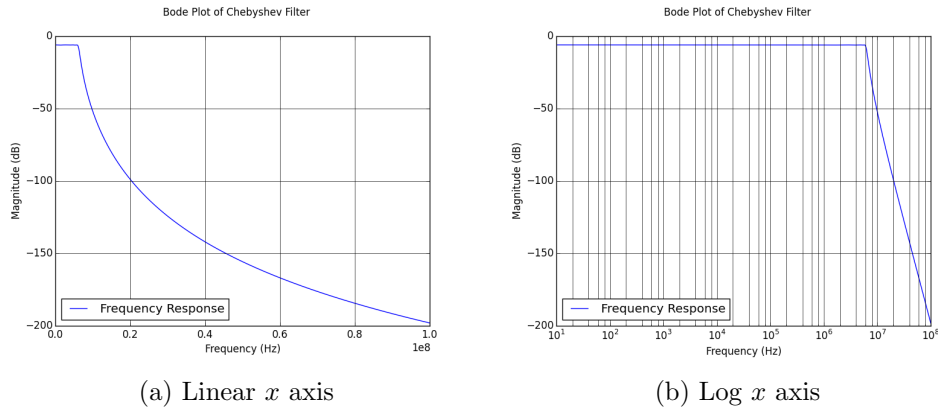 Bode Plot of Chebyshev Filter
0
−50
−100
−150
−200
Magnitude (dB)
Frequency Response
0.0 0.2 0.4 0.6 0.8 1.0
1e8
Frequency (Hz)
(a) Linear x axis
Bode Plot of Chebyshev Filter
0
−50
−100
−150
−200
Magnitude (dB)
Frequency Response
10¹ 10² 10³ 10⁴ 10⁵ 10⁶ 10⁷ 10⁸
Frequency (Hz)
(b) Log x axis